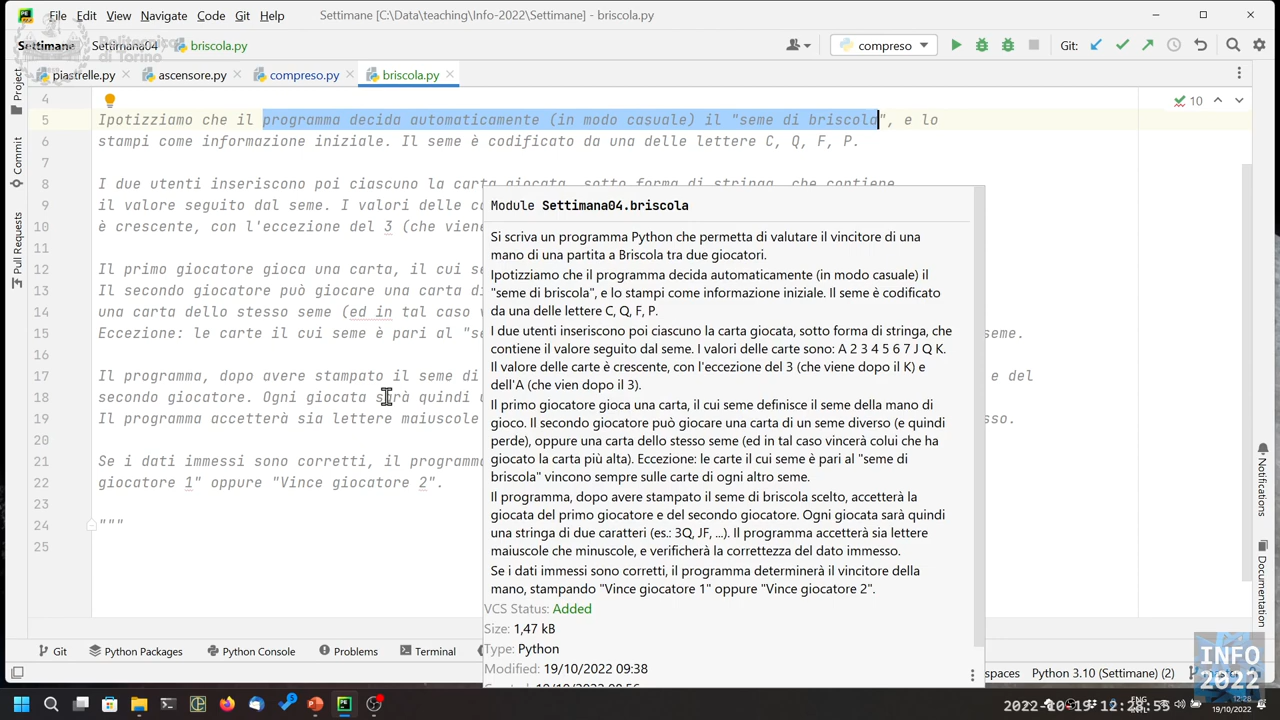 File Edit View Navigate Code Git Help Settimane [C:\Data\teaching\Info-2022\Settimane] - briscola.py
Politecnico
di Torino
Settimane Settimana04 briscola.py compreso Git:
piastrelle.py ascensore.py compreso.py briscola.py
Project
Commit
Pull Requests
Notifications
Documentation
10
4
5 Ipotizziamo che il programma decida automaticamente (in modo casuale) il "seme di briscola", e lo
6 stampi come informazione iniziale. Il seme è codificato da una delle lettere C, Q, F, P.
7
8 I due utenti inseriscono poi ciascuno la carta giocata, sotto forma di stringa, che contiene
9 il valore seguito dal seme. I valori delle ca
10 è crescente, con l'eccezione del 3 (che viene
11
12 Il primo giocatore gioca una carta, il cui se
13 Il secondo giocatore può giocare una carta di
14 una carta dello stesso seme (ed in tal caso v
15 Eccezione: le carte il cui seme è pari al "se me.
16
17 Il programma, dopo avere stampato il seme di e del
18 secondo giocatore. Ogni giocata sarà quindi u
19 Il programma accetterà sia lettere maiuscole so.
20
21 Se i dati immessi sono corretti, il programma
22 giocatore 1" oppure "Vince giocatore 2".
23
24 """
25
Module Settimana04.briscola
Si scriva un programma Python che permetta di valutare il vincitore di una
mano di una partita a Briscola tra due giocatori.
Ipotizziamo che il programma decida automaticamente (in modo casuale) il
"seme di briscola", e lo stampi come informazione iniziale. Il seme è codificato
da una delle lettere C, Q, F, P.
I due utenti inseriscono poi ciascuno la carta giocata, sotto forma di stringa, che
contiene il valore seguito dal seme. I valori delle carte sono: A 2 3 4 5 6 7 J Q K.
Il valore delle carte è crescente, con l'eccezione del 3 (che viene dopo il K) e
dell'A (che vien dopo il 3).
Il primo giocatore gioca una carta, il cui seme definisce il seme della mano di
gioco. Il secondo giocatore può giocare una carta di un seme diverso (e quindi
perde), oppure una carta dello stesso seme (ed in tal caso vincerà colui che ha
giocato la carta più alta). Eccezione: le carte il cui seme è pari al "seme di
briscola" vincono sempre sulle carte di ogni altro seme.
Il programma, dopo avere stampato il seme di briscola scelto, accetterà la
giocata del primo giocatore e del secondo giocatore. Ogni giocata sarà quindi
una stringa di due caratteri (es.: 3Q, JF, ...). Il programma accetterà sia lettere
maiuscole che minuscole, e verificherà la correttezza del dato immesso.
Se i dati immessi sono corretti, il programma determinerà il vincitore della
mano, stampando "Vince giocatore 1" oppure "Vince giocatore 2".
VCS Status: Added
Size: 1,47 kB
Type: Python
Modified: 19/10/2022 09:38
Git Python Packages Python Console Problems Terminal
spaces Python 3.10 (Settimane) (2)
INFO
2022
ENG 12:28
2022-10-19 12:28:55 19/10/2022